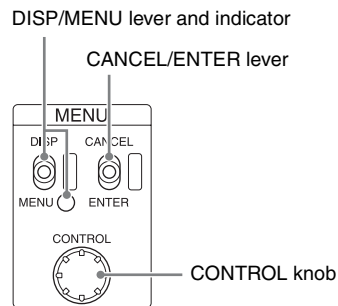 DISP/MENU lever and indicator
CANCEL/ENTER lever
MENU
DISP CANCEL
MENU ENTER
CONTROL
CONTROL knob